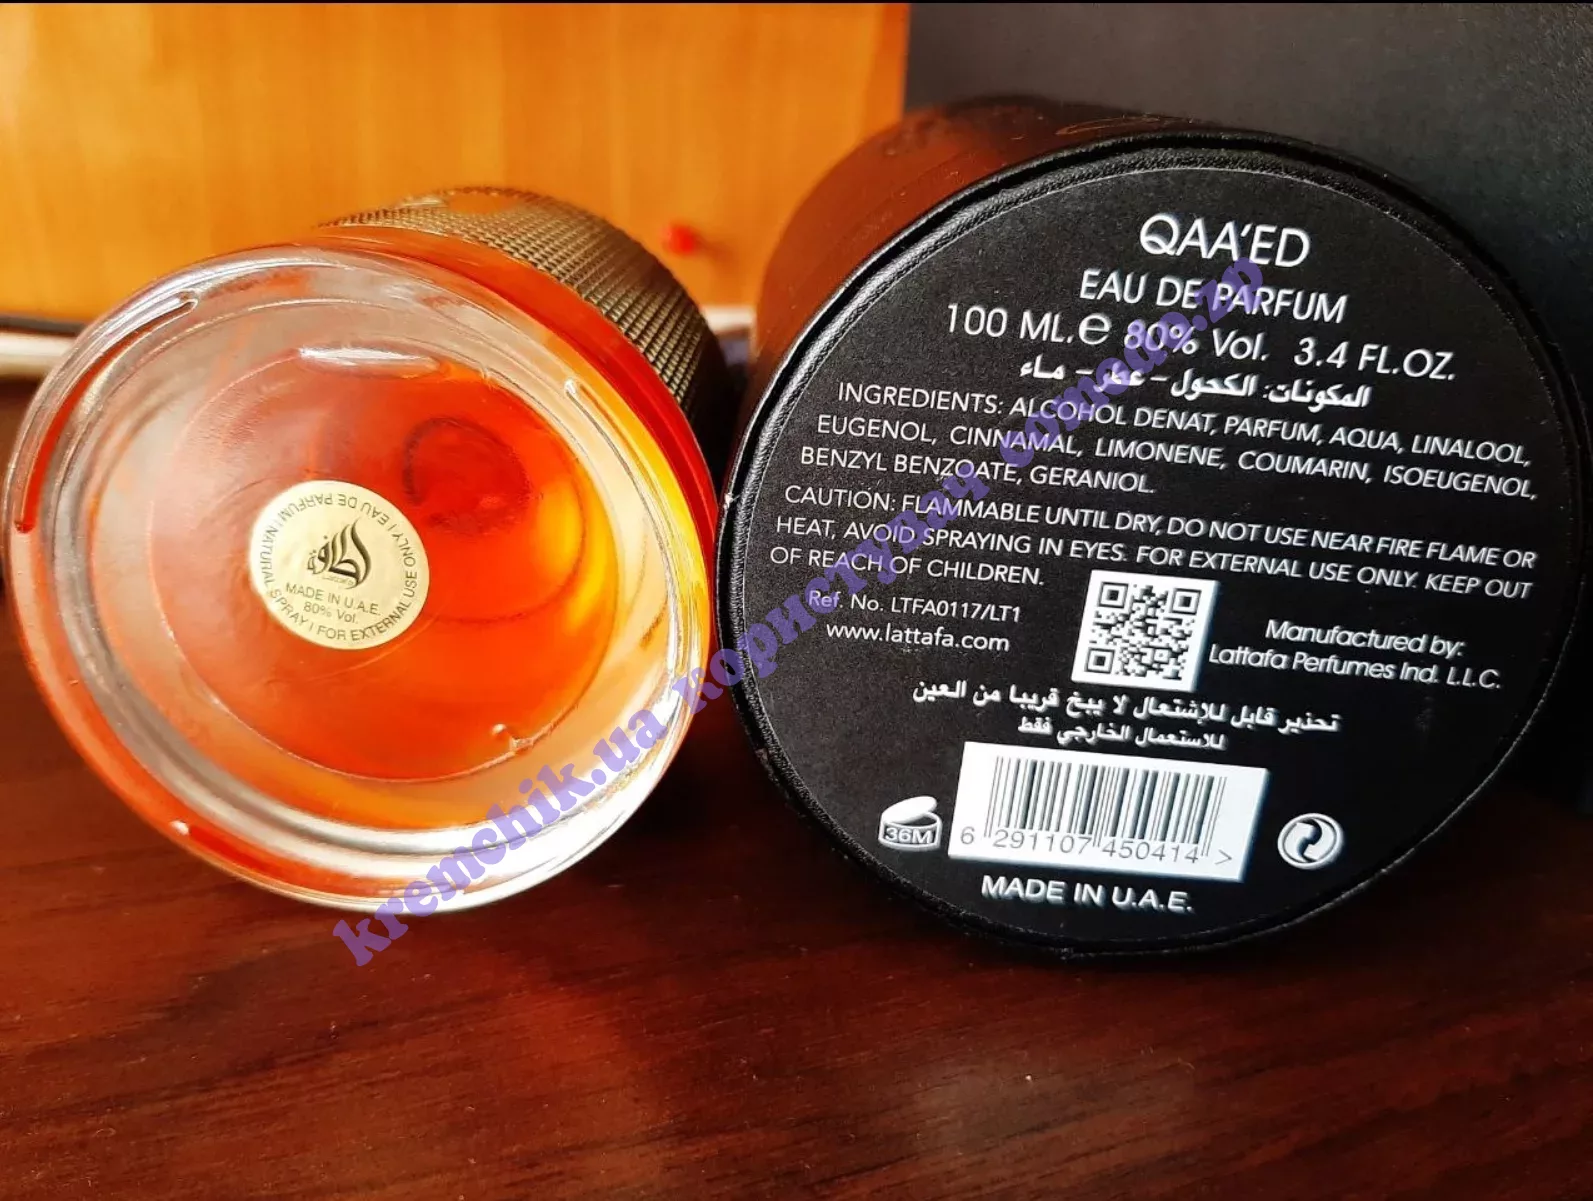 QAA'ED
EAU DE PARFUM
100 ML.e 80% Vol. 3.4 FL.OZ.
المكونات: الكحول - عطر - ماء
INGREDIENTS: ALCOHOL DENAT, PARFUM, AQUA, LINALOOL,
EUGENOL, CINNAMAL, LIMONENE, COUMARIN, ISOEUGENOL,
BENZYL BENZOATE, GERANIOL.
CAUTION: FLAMMABLE UNTIL DRY, DO NOT USE NEAR FIRE FLAME OR
HEAT, AVOID SPRAYING IN EYES. FOR EXTERNAL USE ONLY. KEEP OUT
OF REACH OF CHILDREN.
Ref. No. LTFA0117/LT1
www.lattafa.com
Manufactured by:
Lattafa Perfumes Ind. L.L.C.
تحذير قابل للإشتعال لا يبخ قريبا من العين
للاستعمال الخارجي فقط
36M
6 291107 450414 >
MADE IN U.A.E.
EAU DE PARFUM | NATURAL SPRAY | FOR EXTERNAL USE ONLY |
لطافة
Lattafa
MADE IN U.A.E.
80% Vol.
kremchik.ua користувач comodo.zp